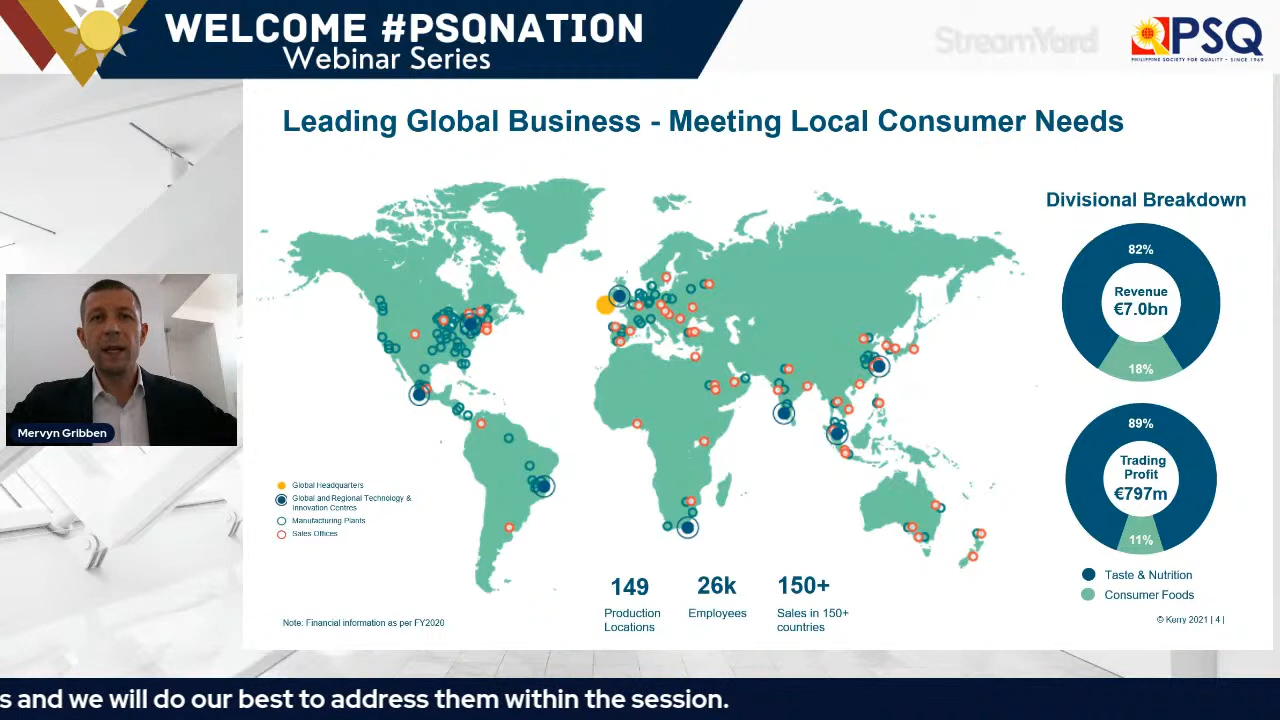 WELCOME #PSQNATION
Webinar Series
StreamYard
PSQ
PHILIPPINE SOCIETY FOR QUALITY - SINCE 1969
Leading Global Business - Meeting Local Consumer Needs
Divisional Breakdown
82%
Revenue
€7.0bn
18%
89%
Trading
Profit
€797m
11%
Taste & Nutrition
Consumer Foods
Mervyn Gribben
Global Headquarters
Global and Regional Technology &
Innovation Centres
Manufacturing Plants
Sales Offices
149
Production
Locations
26k
Employees
150+
Sales in 150+
countries
Note: Financial information as per FY2020
© Kerry 2021 | 4 |
s and we will do our best to address them within the session.